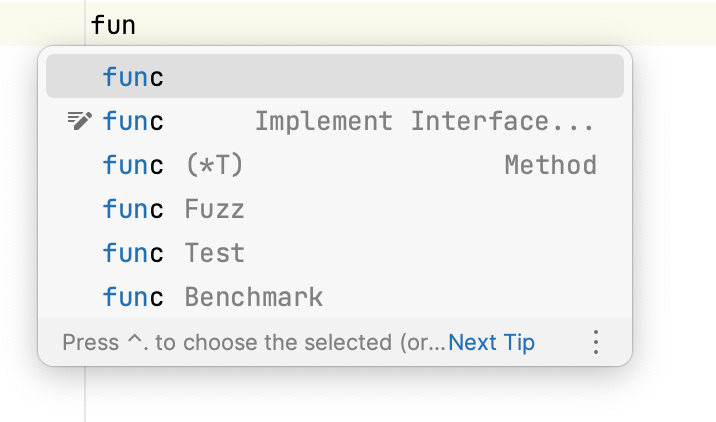 fun
func
func Implement Interface...
func (*T) Method
func Fuzz
func Test
func Benchmark
Press ^. to choose the selected (or... Next Tip